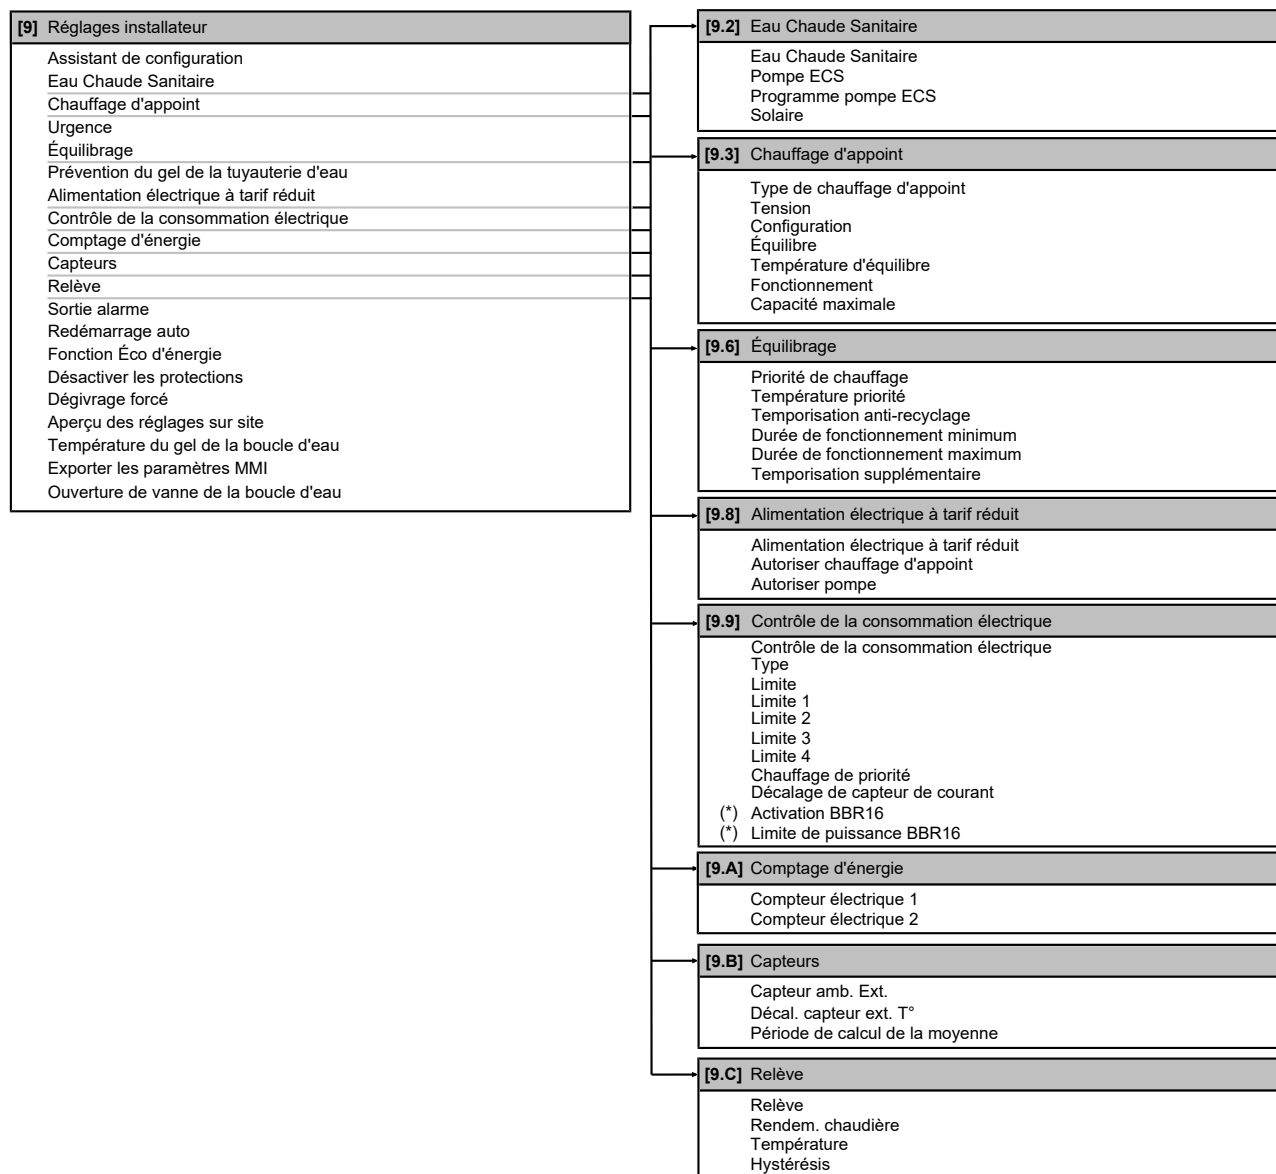 [9] Réglages installateur
Assistant de configuration
Eau Chaude Sanitaire
Chauffage d'appoint
Urgence
Équilibrage
Prévention du gel de la tuyauterie d'eau
Alimentation électrique à tarif réduit
Contrôle de la consommation électrique
Comptage d'énergie
Capteurs
Relève
Sortie alarme
Redémarrage auto
Fonction Éco d'énergie
Désactiver les protections
Dégivrage forcé
Aperçu des réglages sur site
Température du gel de la boucle d'eau
Exporter les paramètres MMI
Ouverture de vanne de la boucle d'eau
[9.2] Eau Chaude Sanitaire
Eau Chaude Sanitaire
Pompe ECS
Programme pompe ECS
Solaire
[9.3] Chauffage d'appoint
Type de chauffage d'appoint
Tension
Configuration
Équilibre
Température d'équilibre
Fonctionnement
Capacité maximale
[9.6] Équilibrage
Priorité de chauffage
Température priorité
Temporisation anti-recyclage
Durée de fonctionnement minimum
Durée de fonctionnement maximum
Temporisation supplémentaire
[9.8] Alimentation électrique à tarif réduit
Alimentation électrique à tarif réduit
Autoriser chauffage d'appoint
Autoriser pompe
[9.9] Contrôle de la consommation électrique
Contrôle de la consommation électrique
Type
Limite
Limite 1
Limite 2
Limite 3
Limite 4
Chauffage de priorité
Décalage de capteur de courant
(*) Activation BBR16
(*) Limite de puissance BBR16
[9.A] Comptage d'énergie
Compteur électrique 1
Compteur électrique 2
[9.B] Capteurs
Capteur amb. Ext.
Décal. capteur ext. T°
Période de calcul de la moyenne
[9.C] Relève
Relève
Rendem. chaudière
Température
Hystérésis